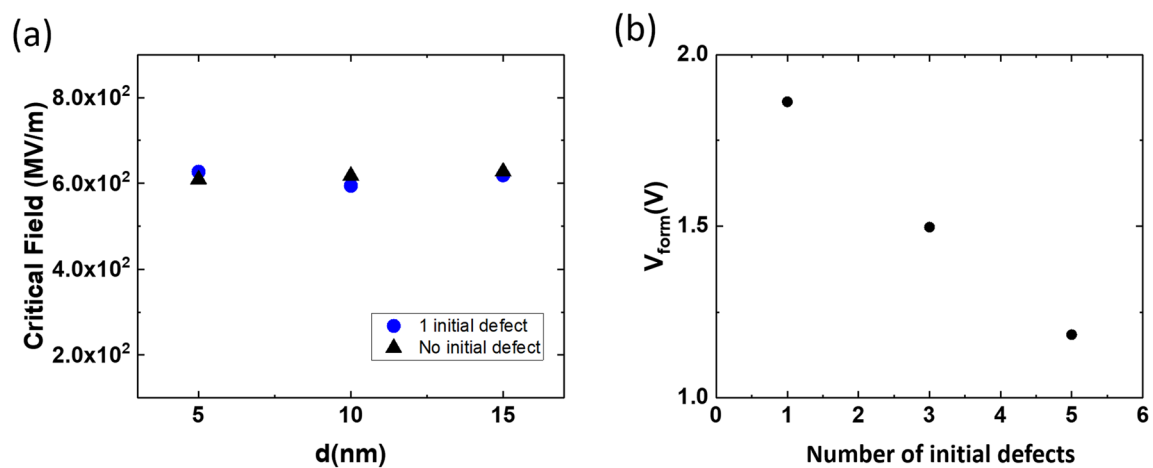 (a)
Critical Field (MV/m)
8.0x10²
6.0x10²
4.0x10²
2.0x10²
1 initial defect
No initial defect
5 10 15
d(nm)
(b)
V_form(V)
2.0
1.5
1.0
0 1 2 3 4 5 6
Number of initial defects